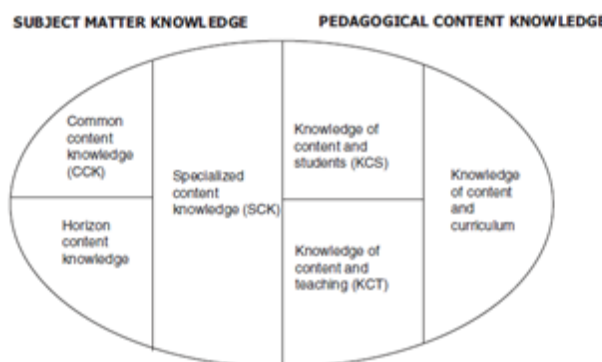 SUBJECT MATTER KNOWLEDGE
PEDAGOGICAL CONTENT KNOWLEDGE
Common
content
knowledge
(CCK)
Horizon
content
knowledge
Specialized
content
knowledge (SCK)
Knowledge of
content and
students (KCS)
Knowledge of
content and
teaching (KCT)
Knowledge
of content
and
curriculum